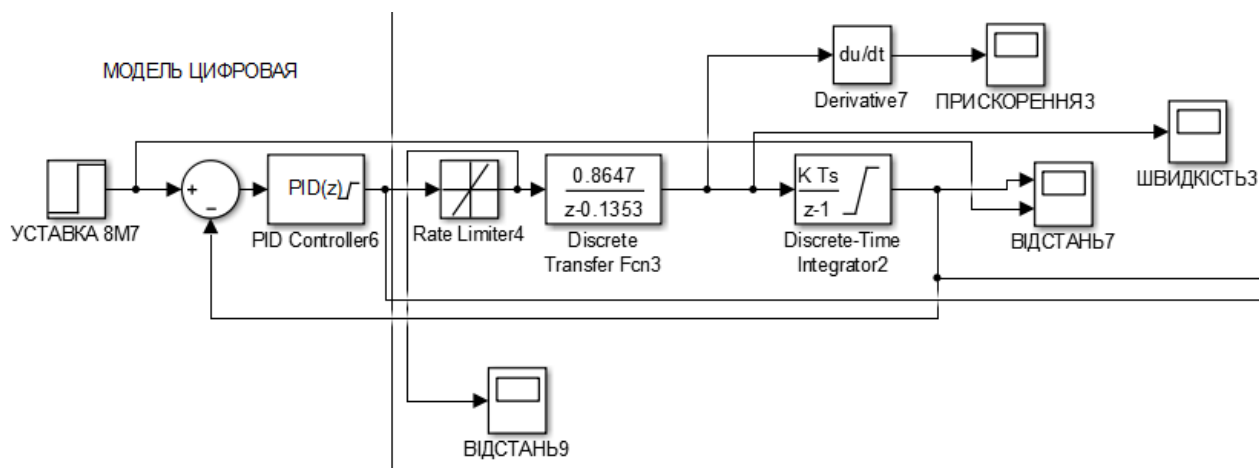 МОДЕЛЬ ЦИФРОВАЯ
du/dt
Derivative7
ПРИСКОРЕННЯ3
ШВИДКІСТЬ3
+
−
УСТАВКА 8М7
PID(z)
PID Controller6
Rate Limiter4
0.8647
z-0.1353
Discrete
Transfer Fcn3
K Ts
z-1
Discrete-Time
Integrator2
ВІДСТАНЬ7
ВІДСТАНЬ9